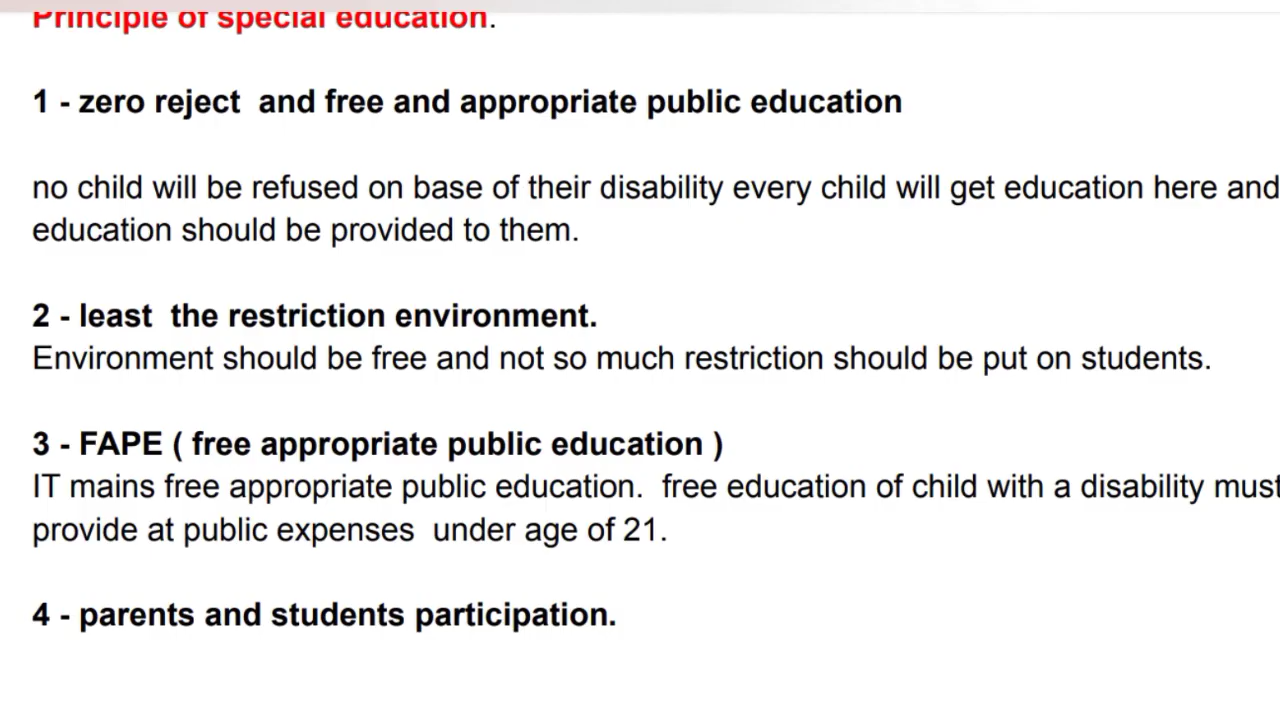 Principle of special education.
1 - zero reject  and free and appropriate public education
no child will be refused on base of their disability every child will get education here and
education should be provided to them.
2 - least  the restriction environment.
Environment should be free and not so much restriction should be put on students.
3 - FAPE ( free appropriate public education )
IT mains free appropriate public education.  free education of child with a disability must
provide at public expenses  under age of 21.
4 - parents and students participation.